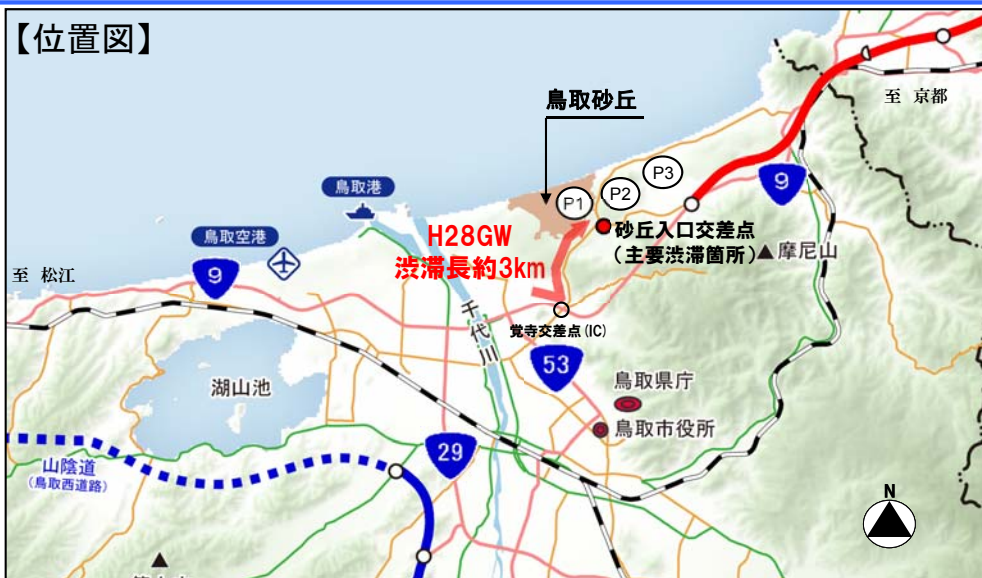 【位置図】
至 京都
鳥取砂丘
P3
P2
P1
9
鳥取港
砂丘入口交差点
(主要渋滞箇所)
摩尼山
H28GW
渋滞長約3km
鳥取空港
至 松江
9
千代川
覚寺交差点(IC)
53
湖山池
鳥取県庁
鳥取市役所
29
山陰道
(鳥取西道路)
N